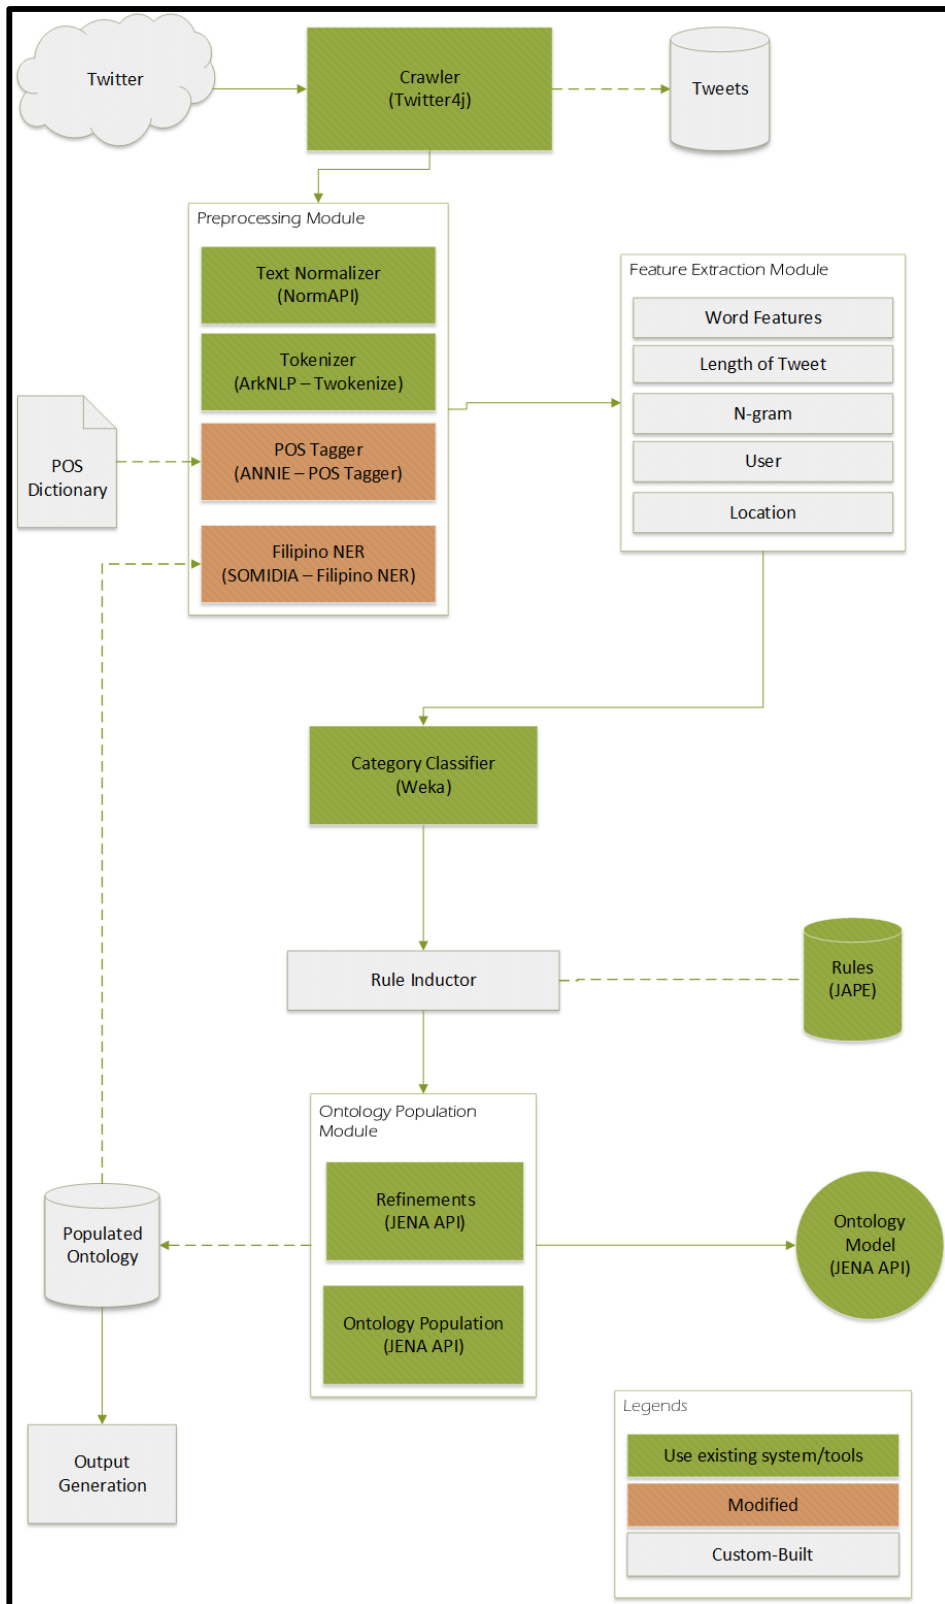 Twitter
Crawler
(Twitter4j)
Tweets
Preprocessing Module
Text Normalizer
(NormAPI)
Tokenizer
(ArkNLP – Twokenize)
POS Tagger
(ANNIE – POS Tagger)
Filipino NER
(SOMIDIA – Filipino NER)
POS
Dictionary
Feature Extraction Module
Word Features
Length of Tweet
N-gram
User
Location
Category Classifier
(Weka)
Rule Inductor
Rules
(JAPE)
Ontology Population
Module
Refinements
(JENA API)
Ontology Population
(JENA API)
Populated
Ontology
Ontology
Model
(JENA API)
Output
Generation
Legends
Use existing system/tools
Modified
Custom-Built